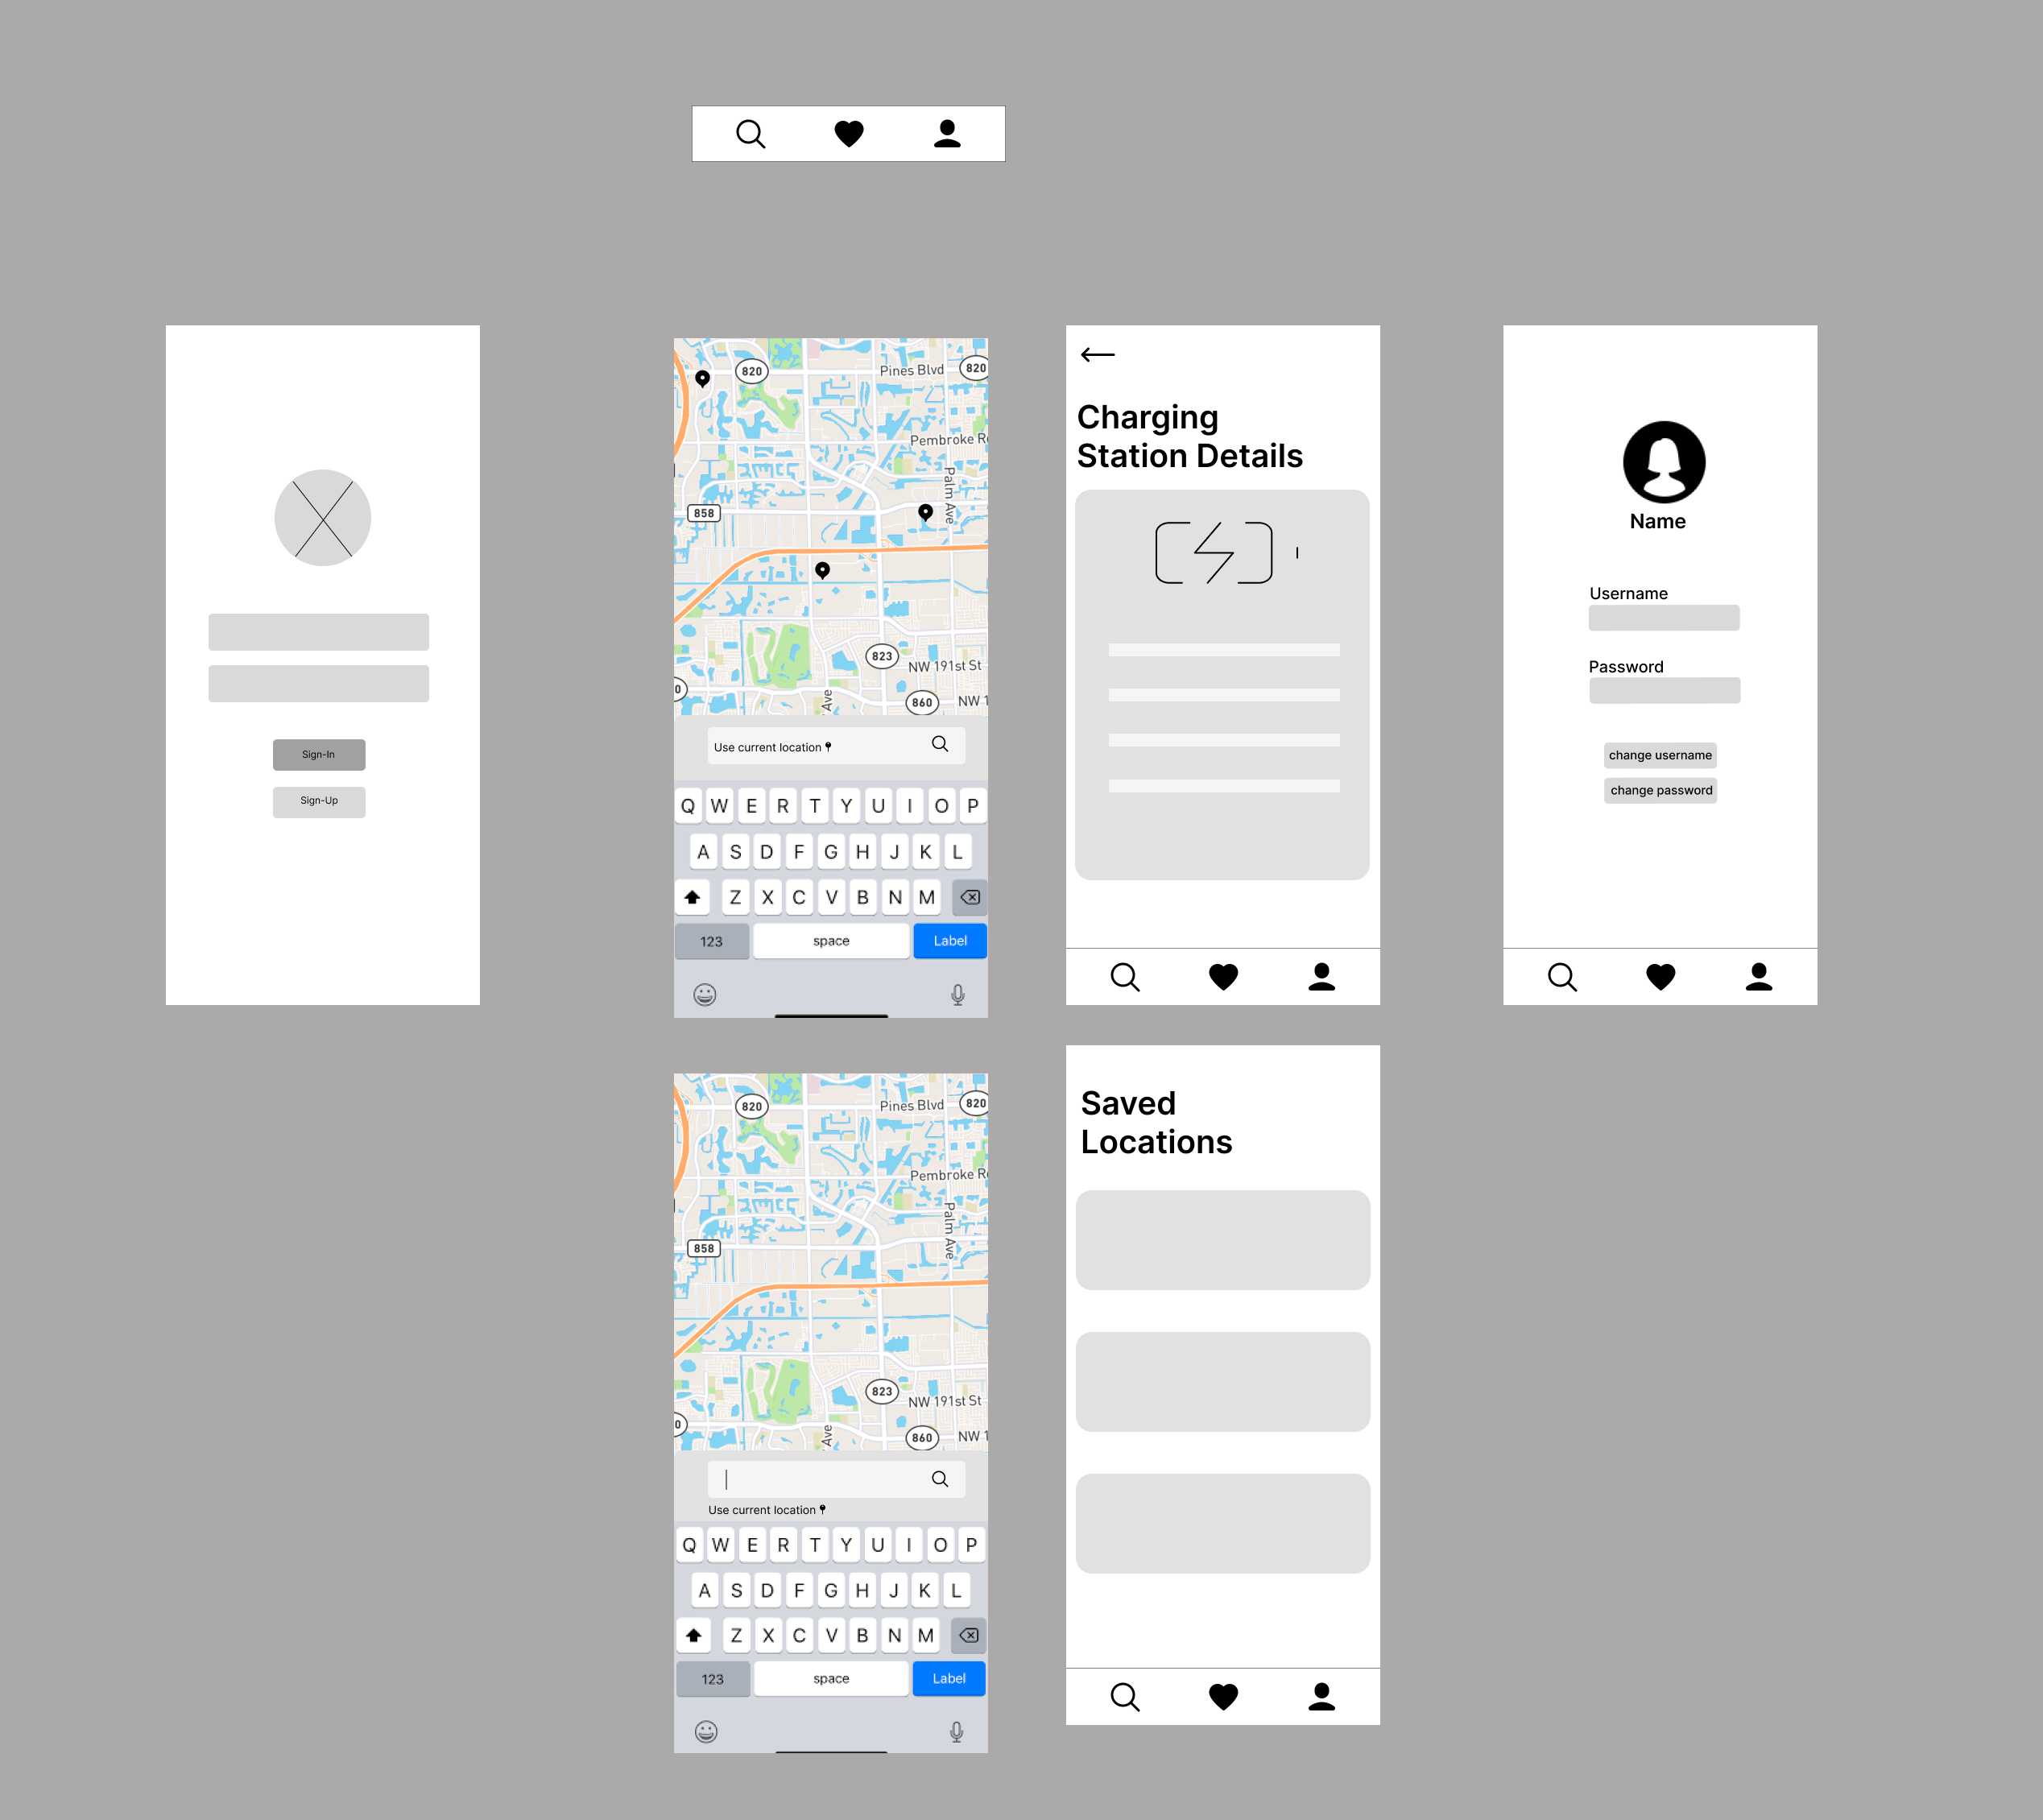 Sign-In
Sign-Up
820
Pines Blvd
820
Pembroke R
Palm Ave
858
823
NW 191st St
0
Ave
860
NW 1
Use current location
Q W E R T Y U I O P
A S D F G H J K L
Z X C V B N M
123 space Label
Charging
Station Details
Name
Username
Password
change username
change password
820
Pines Blvd
820
Pembroke R
Palm Ave
858
823
NW 191st St
0
Ave
860
NW 1
Use current location
Q W E R T Y U I O P
A S D F G H J K L
Z X C V B N M
123 space Label
Saved
Locations